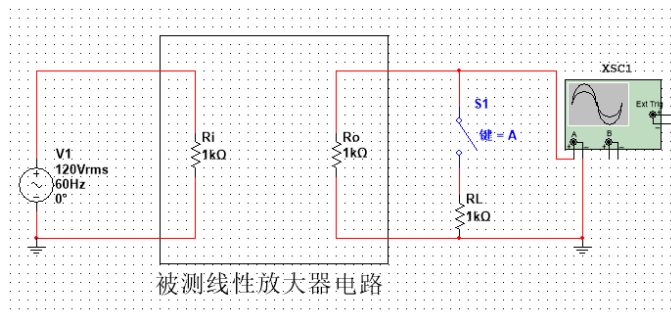 XSC1
Ext Trig
A
B
S1
键 = A
Ri
1kΩ
Ro
1kΩ
V1
120Vrms
60Hz
0°
RL
1kΩ
被测线性放大器电路